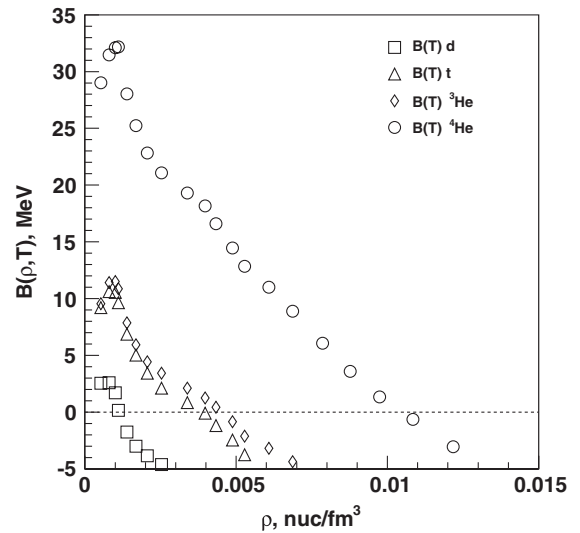 35
30
25
20
15
10
5
0
-5
B(ρ,T), MeV
B(T) d
B(T) t
B(T) ³He
B(T) ⁴He
0 0.005 0.01 0.015
ρ, nuc/fm³